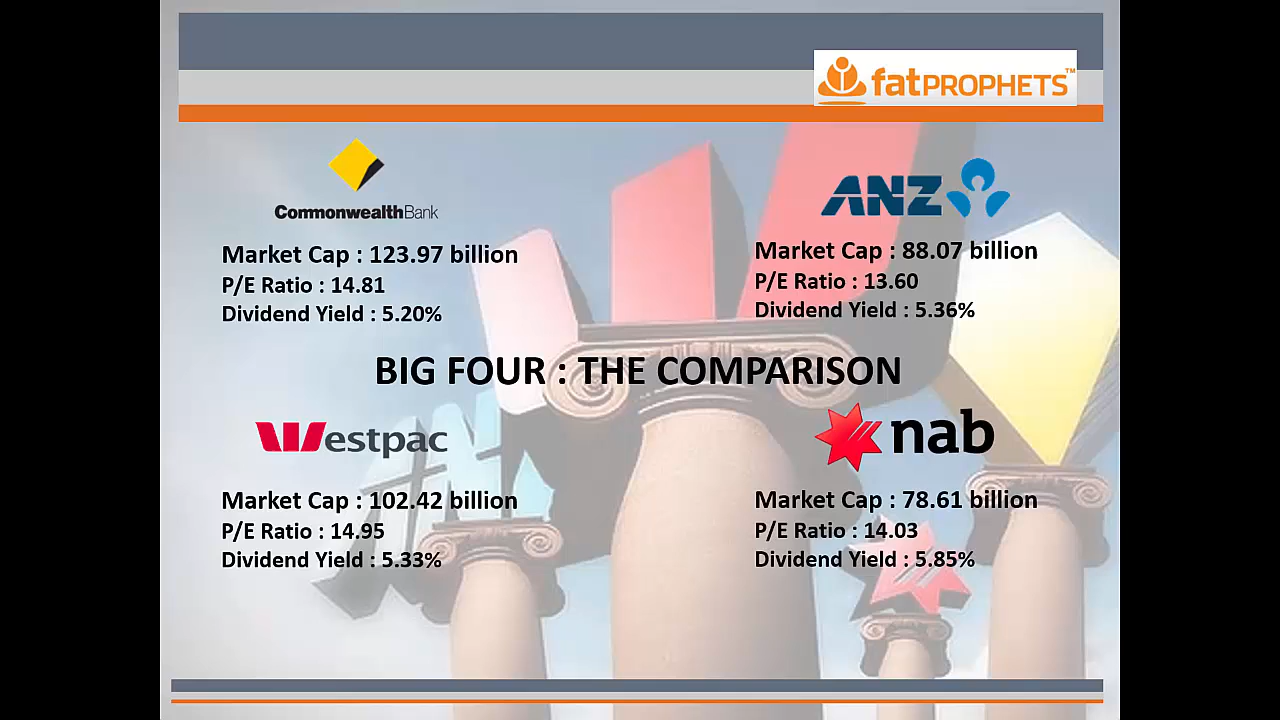 fatPROPHETS™
CommonwealthBank
Market Cap : 123.97 billion
P/E Ratio : 14.81
Dividend Yield : 5.20%
ANZ
Market Cap : 88.07 billion
P/E Ratio : 13.60
Dividend Yield : 5.36%
BIG FOUR : THE COMPARISON
Westpac
Market Cap : 102.42 billion
P/E Ratio : 14.95
Dividend Yield : 5.33%
nab
Market Cap : 78.61 billion
P/E Ratio : 14.03
Dividend Yield : 5.85%